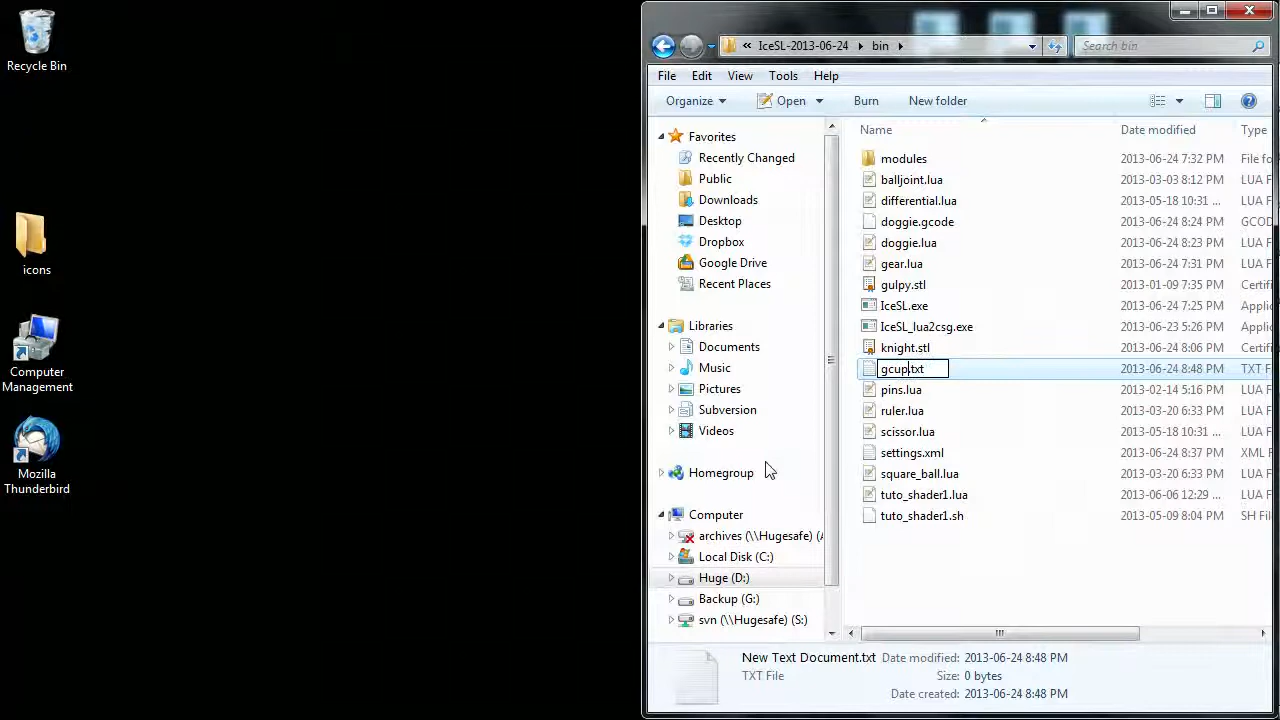 Recycle Bin
icons
Computer
Management
Mozilla
Thunderbird
« IceSL-2013-06-24 bin
Search bin
File Edit View Tools Help
Organize Open Burn New folder
Favorites
Recently Changed
Public
Downloads
Desktop
Dropbox
Google Drive
Recent Places
Libraries
Documents
Music
Pictures
Subversion
Videos
Homegroup
Computer
archives (\\Hugesafe) (
Local Disk (C:)
Huge (D:)
Backup (G:)
svn (\\Hugesafe) (S:)
Name Date modified Type
modules 2013-06-24 7:32 PM File fo
balljoint.lua 2013-03-03 8:12 PM LUA F
differential.lua 2013-05-18 10:31 ... LUA F
doggie.gcode 2013-06-24 8:24 PM GCOD
doggie.lua 2013-06-24 8:23 PM LUA F
gear.lua 2013-06-24 7:31 PM LUA F
gulpy.stl 2013-01-09 7:35 PM Certifi
IceSL.exe 2013-06-24 7:25 PM Applic
IceSL_lua2csg.exe 2013-06-23 5:26 PM Applic
knight.stl 2013-06-24 8:06 PM Certifi
gcup.txt 2013-06-24 8:48 PM TXT F
pins.lua 2013-02-14 5:16 PM LUA F
ruler.lua 2013-03-20 6:33 PM LUA F
scissor.lua 2013-05-18 10:31 ... LUA F
settings.xml 2013-06-24 8:37 PM XML F
square_ball.lua 2013-03-20 6:33 PM LUA F
tuto_shader1.lua 2013-06-06 12:29 ... LUA F
tuto_shader1.sh 2013-05-09 8:04 PM SH Fil
New Text Document.txt Date modified: 2013-06-24 8:48 PM
TXT File Size: 0 bytes
Date created: 2013-06-24 8:48 PM